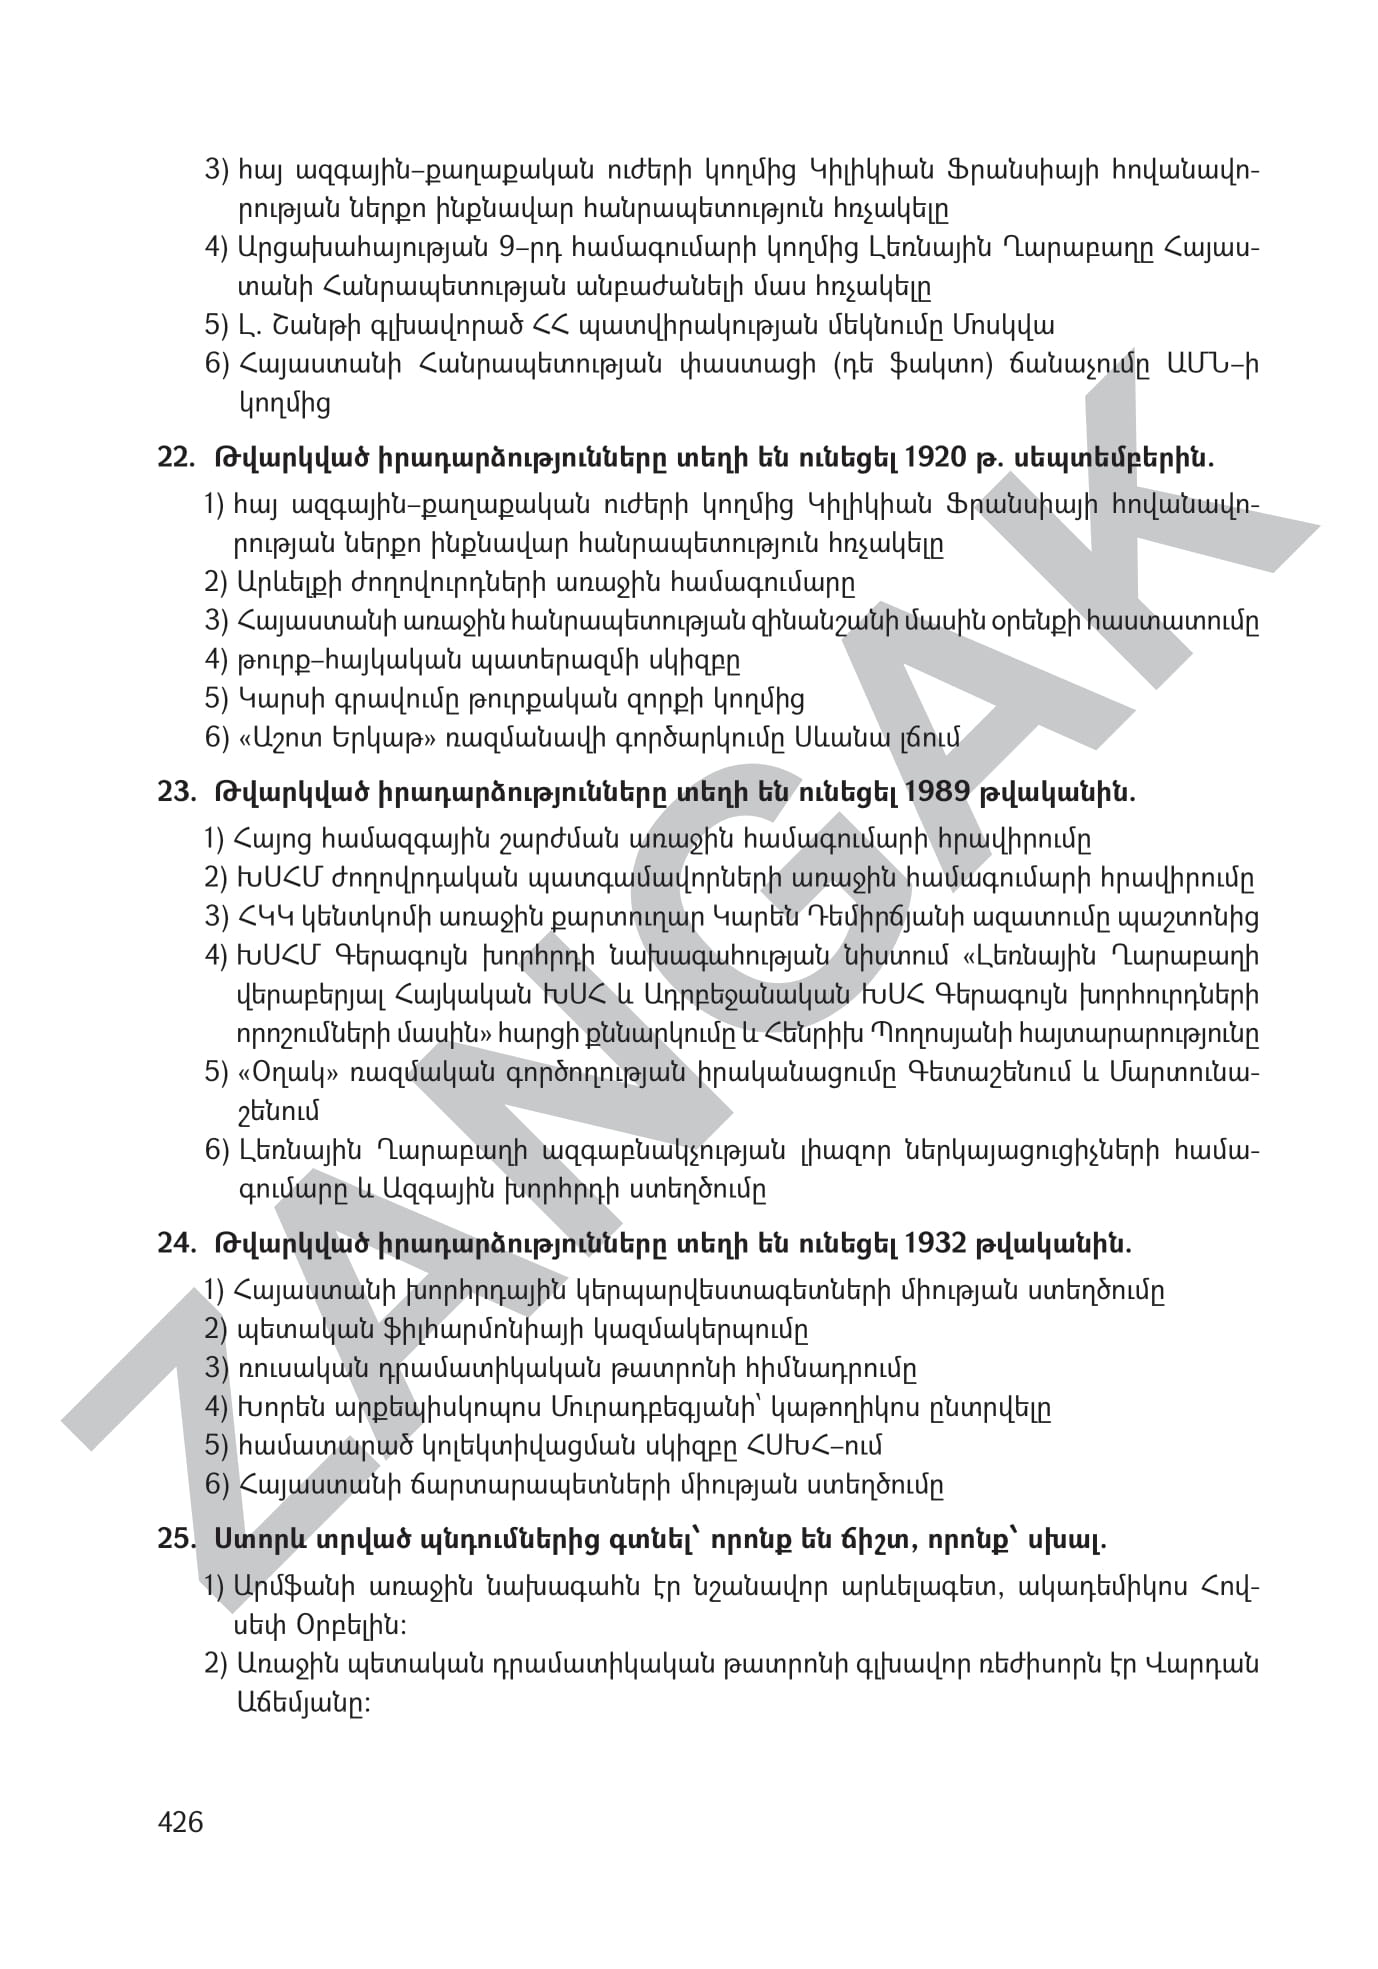 3) հայ ազգային–քաղաքական ուժերի կողմից Կիլիկիան Ֆրանսիայի հովանավո-
րության ներքո ինքնավար հանրապետություն հռչակելը
4) Արցախահայության 9–րդ համագումարի կողմից Լեռնային Ղարաբաղը Հայաս-
տանի Հանրապետության անբաժանելի մաս հռչակելը
5) Լ. Շանթի գլխավորած ՀՀ պատվիրակության մեկնումը Մոսկվա
6) Հայաստանի Հանրապետության փաստացի (դե ֆակտո) ճանաչումը ԱՄՆ–ի
կողմից
22. Թվարկված իրադարձությունները տեղի են ունեցել 1920 թ. սեպտեմբերին.
1) հայ ազգային–քաղաքական ուժերի կողմից Կիլիկիան Ֆրանսիայի հովանավո-
րության ներքո ինքնավար հանրապետություն հռչակելը
2) Արևելքի ժողովուրդների առաջին համագումարը
3) Հայաստանի առաջին հանրապետության զինանշանի մասին օրենքի հաստատումը
4) թուրք–հայկական պատերազմի սկիզբը
5) Կարսի գրավումը թուրքական զորքի կողմից
6) «Աշոտ Երկաթ» ռազմանավի գործարկումը Սևանա լճում
23. Թվարկված իրադարձությունները տեղի են ունեցել 1989 թվականին.
1) Հայոց համազգային շարժման առաջին համագումարի հրավիրումը
2) ԽՍՀՄ ժողովրդական պատգամավորների առաջին համագումարի հրավիրումը
3) ՀԿԿ կենտկոմի առաջին քարտուղար Կարեն Դեմիրճյանի ազատումը պաշտոնից
4) ԽՍՀՄ Գերագույն խորհրդի նախագահության նիստում «Լեռնային Ղարաբաղի
վերաբերյալ Հայկական ԽՍՀ և Ադրբեջանական ԽՍՀ Գերագույն խորհուրդների
որոշումների մասին» հարցի քննարկումը և Հենրիխ Պողոսյանի հայտարարությունը
5) «Օղակ» ռազմական գործողության իրականացումը Գետաշենում և Մարտունա-
շենում
6) Լեռնային Ղարաբաղի ազգաբնակչության լիազոր ներկայացուցիչների համա-
գումարը և Ազգային խորհրդի ստեղծումը
24. Թվարկված իրադարձությունները տեղի են ունեցել 1932 թվականին.
1) Հայաստանի խորհրդային կերպարվեստագետների միության ստեղծումը
2) պետական ֆիլհարմոնիայի կազմակերպումը
3) ռուսական դրամատիկական թատրոնի հիմնադրումը
4) Խորեն արքեպիսկոպոս Մուրադբեգյանի՝ կաթողիկոս ընտրվելը
5) համատարած կոլեկտիվացման սկիզբը ՀՍԽՀ–ում
6) Հայաստանի ճարտարապետների միության ստեղծումը
25. Ստորև տրված պնդումներից գտնել՝ որոնք են ճիշտ, որոնք՝ սխալ.
1) Արմֆանի առաջին նախագահն էր նշանավոր արևելագետ, ակադեմիկոս Հով-
սեփ Օրբելին:
2) Առաջին պետական դրամատիկական թատրոնի գլխավոր ռեժիսորն էր Վարդան
Աճեմյանը:
426
ZANGAK